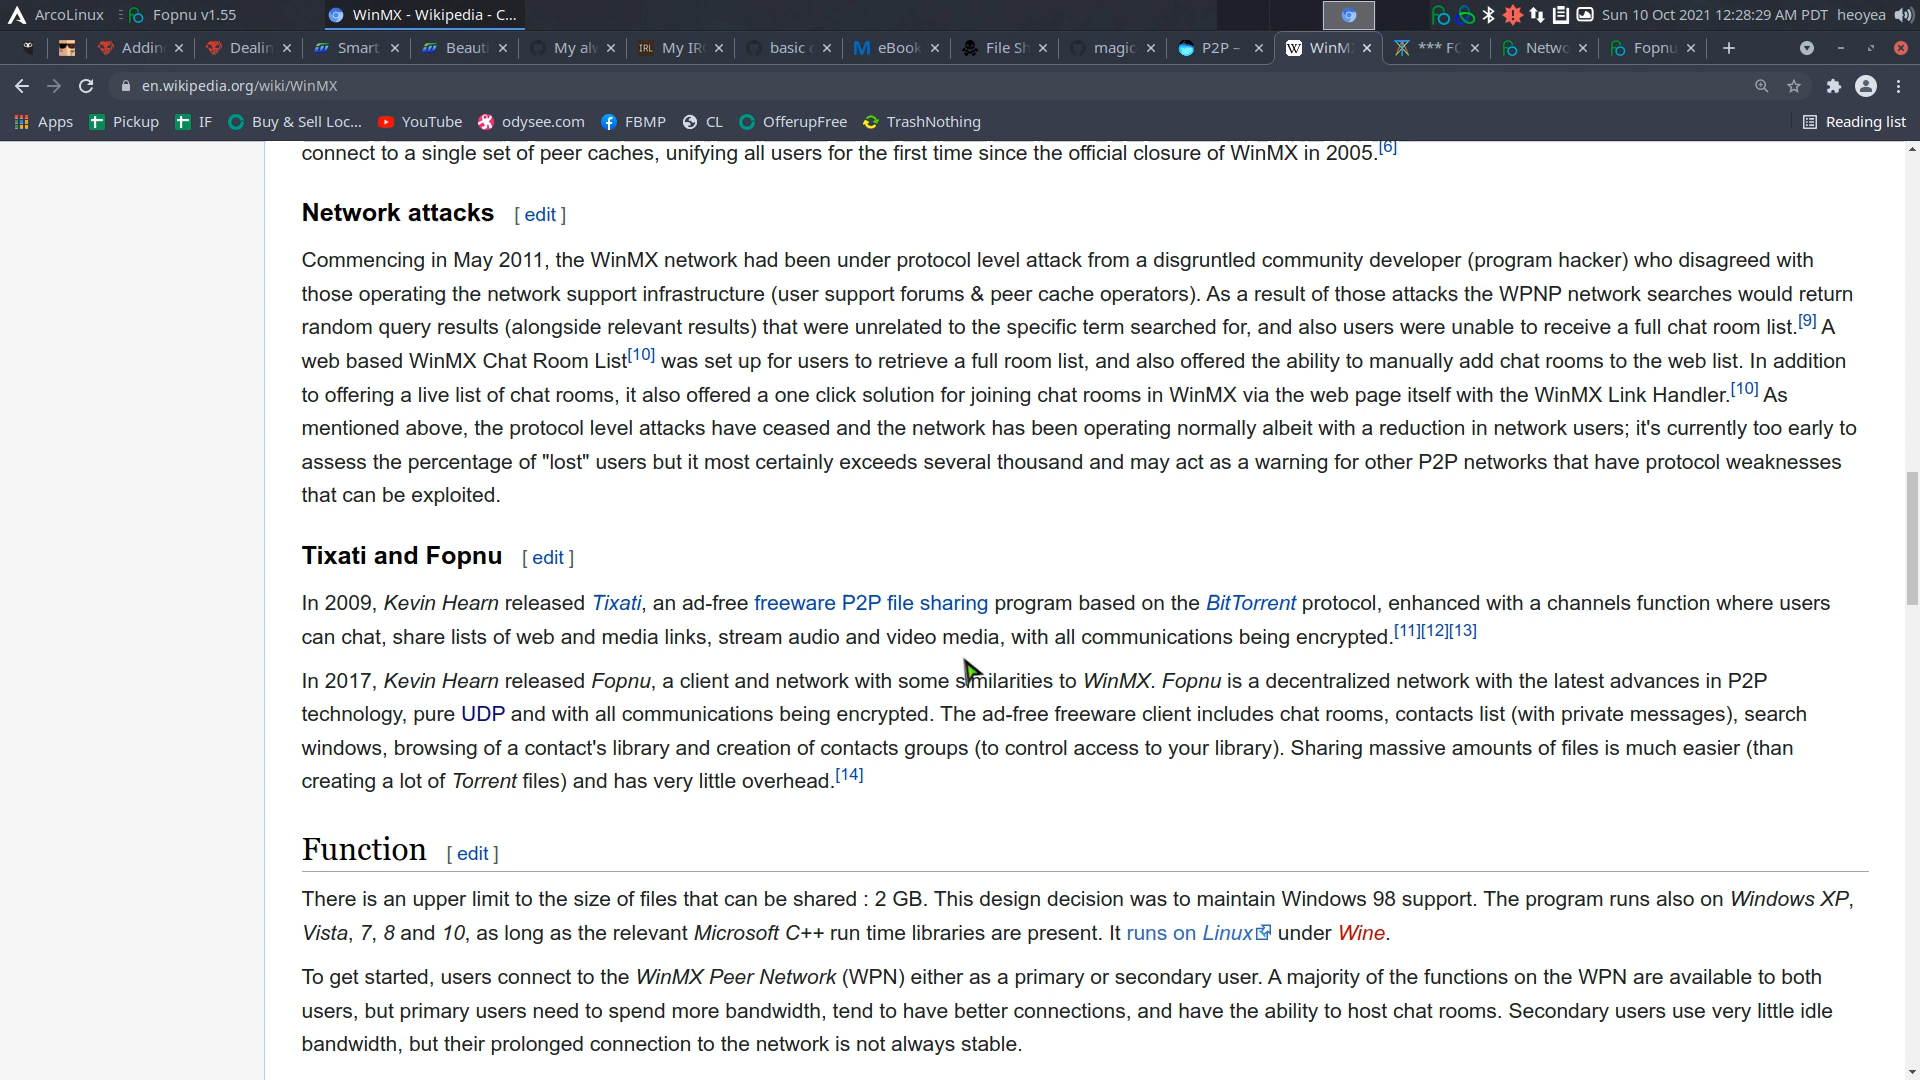 ArcoLinux Fopnu v1.55 WinMX - Wikipedia - C... Sun 10 Oct 2021 12:28:29 AM PDT heoyea
Addin Dealin Smart Beauti My alv My IR basic eBook File Sh magic P2P – WinM *** FC Netwo Fopnu
en.wikipedia.org/wiki/WinMX
Apps Pickup IF Buy & Sell Loc... YouTube odysee.com FBMP CL OfferupFree TrashNothing Reading list
connect to a single set of peer caches, unifying all users for the first time since the official closure of WinMX in 2005.[6]
Network attacks [ edit ]
Commencing in May 2011, the WinMX network had been under protocol level attack from a disgruntled community developer (program hacker) who disagreed with
those operating the network support infrastructure (user support forums & peer cache operators). As a result of those attacks the WPNP network searches would return
random query results (alongside relevant results) that were unrelated to the specific term searched for, and also users were unable to receive a full chat room list.[9] A
web based WinMX Chat Room List[10] was set up for users to retrieve a full room list, and also offered the ability to manually add chat rooms to the web list. In addition
to offering a live list of chat rooms, it also offered a one click solution for joining chat rooms in WinMX via the web page itself with the WinMX Link Handler.[10] As
mentioned above, the protocol level attacks have ceased and the network has been operating normally albeit with a reduction in network users; it's currently too early to
assess the percentage of "lost" users but it most certainly exceeds several thousand and may act as a warning for other P2P networks that have protocol weaknesses
that can be exploited.
Tixati and Fopnu [ edit ]
In 2009, Kevin Hearn released Tixati, an ad-free freeware P2P file sharing program based on the BitTorrent protocol, enhanced with a channels function where users
can chat, share lists of web and media links, stream audio and video media, with all communications being encrypted.[11][12][13]
In 2017, Kevin Hearn released Fopnu, a client and network with some similarities to WinMX. Fopnu is a decentralized network with the latest advances in P2P
technology, pure UDP and with all communications being encrypted. The ad-free freeware client includes chat rooms, contacts list (with private messages), search
windows, browsing of a contact's library and creation of contacts groups (to control access to your library). Sharing massive amounts of files is much easier (than
creating a lot of Torrent files) and has very little overhead.[14]
Function [ edit ]
There is an upper limit to the size of files that can be shared : 2 GB. This design decision was to maintain Windows 98 support. The program runs also on Windows XP,
Vista, 7, 8 and 10, as long as the relevant Microsoft C++ run time libraries are present. It runs on Linux under Wine.
To get started, users connect to the WinMX Peer Network (WPN) either as a primary or secondary user. A majority of the functions on the WPN are available to both
users, but primary users need to spend more bandwidth, tend to have better connections, and have the ability to host chat rooms. Secondary users use very little idle
bandwidth, but their prolonged connection to the network is not always stable.